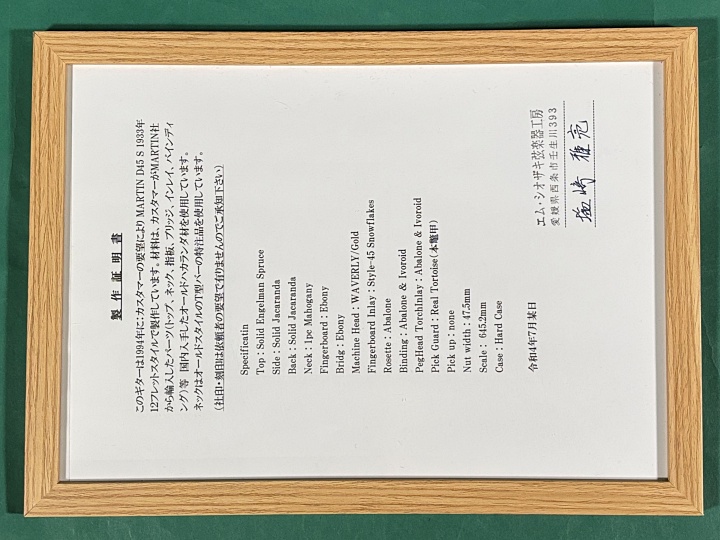 製 作 証 明 書
このギターは1994年に;カスタマーの要望により MARTIN D45 S 1933年
12フレットスタイルで製作しています。材料は、カスタマーがMARTIN社
から輸入したパーツ(トップ、ネック、指板、ブリッジ、インレイ、バインディ
ング)等 国内入手したオールドハカランダ材を使用しています。
ネックはオールドスタイルのT型バーの特注品を使用しています。
(社印・刻印は依頼者の要望で有りませんのでご承知下さい)
Specificatin
Top : Solid Engelman Spruce
Side : Solid Jacaranda
Back : Solid Jacaranda
Neck : 1pc Mahogany
Fingerboard : Ebony
Bridg : Ebony
Machine Head : WAVERLY/Gold
Fingerboard Inlay : Style-45 Snowflakes
Rosette : Abalone
Binding : Abalone & Ivoroid
PegHead TorchInlay : Abalone & Ivoroid
Pick Guard : Real Tortoise(本鼈甲)
Pick up : none
Nut width : 47.5mm
Scale : 645.2mm
Case : Hard Case
令和4年7月某日
エム・シオザキ弦楽器工房
愛媛県西条市壬生川393
塩崎 雅亮